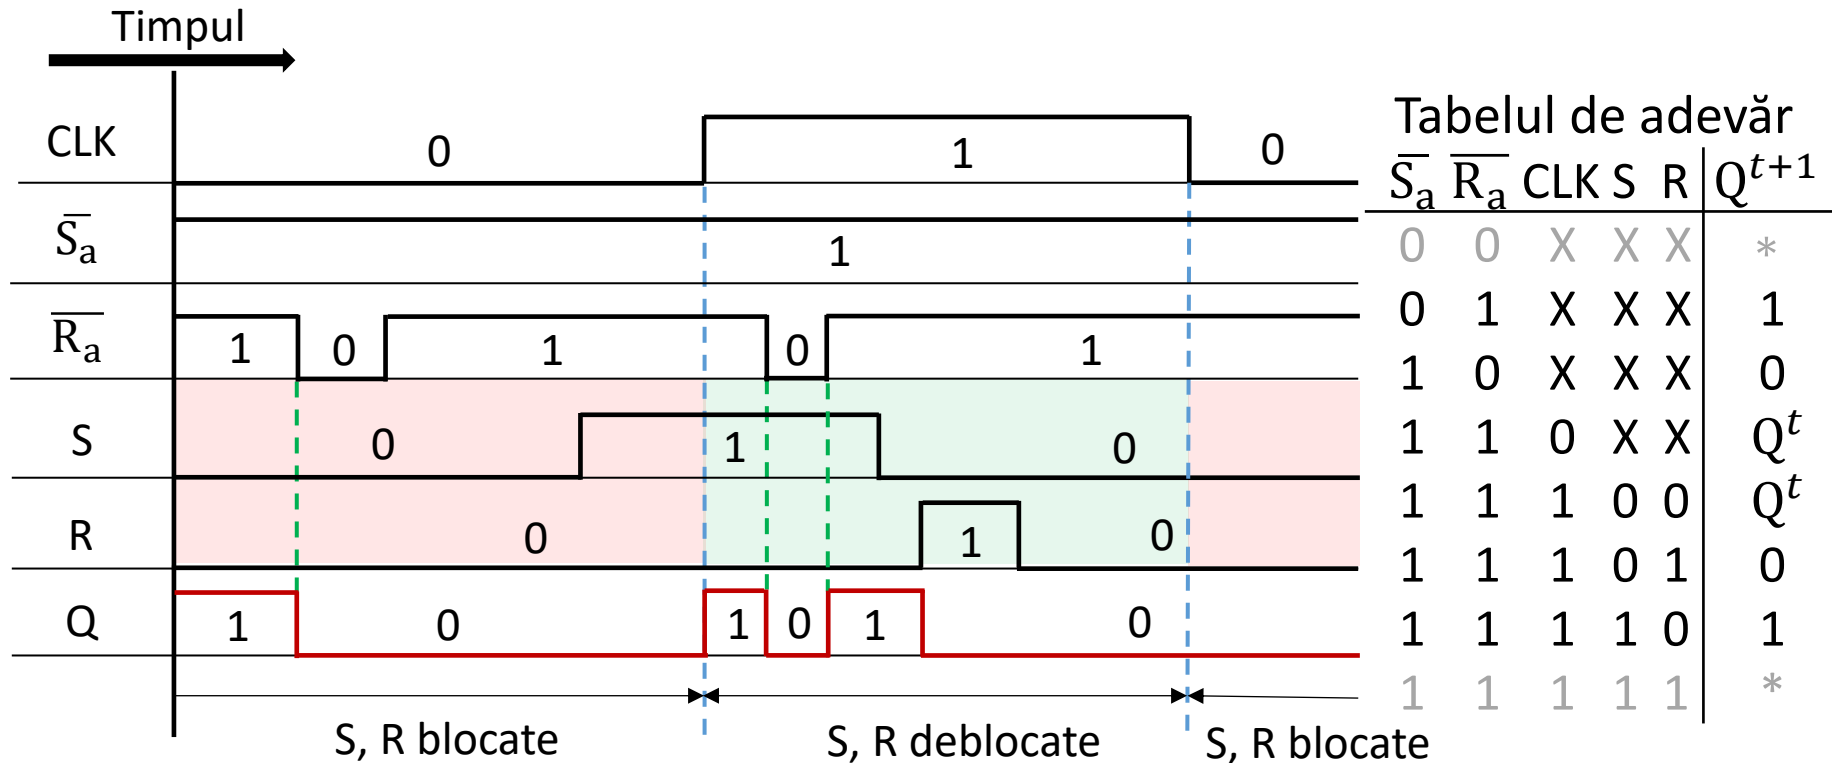 Timpul
CLK 0 1 0
S̅a̅ 1
R̅a̅ 1 0 1 0 1
S 0 1 0
R 0 1 0
Q 1 0 1 0 1 0
S, R blocate S, R deblocate S, R blocate
Tabelul de adevăr
S̅a R̅a CLK S R Qᵗ⁺¹
0 0 X X X *
0 1 X X X 1
1 0 X X X 0
1 1 0 X X Qᵗ
1 1 1 0 0 Qᵗ
1 1 1 0 1 0
1 1 1 1 0 1
1 1 1 1 1 *